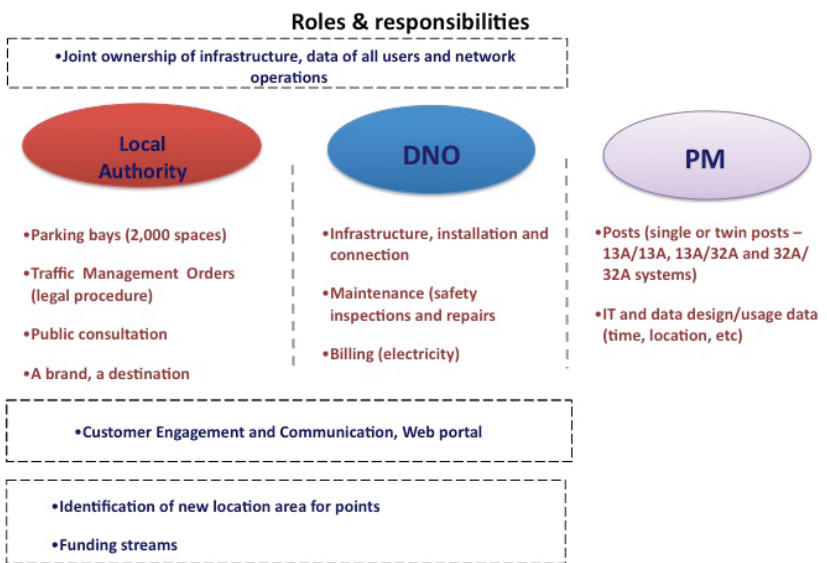 Roles & responsibilities
•Joint ownership of infrastructure, data of all users and network
operations
Local
Authority
DNO
PM
•Parking bays (2,000 spaces)
•Traffic Management Orders
(legal procedure)
•Public consultation
•A brand, a destination
•Infrastructure, installation and
connection
•Maintenance (safety
inspections and repairs
•Billing (electricity)
•Posts (single or twin posts –
13A/13A, 13A/32A and 32A/
32A systems)
•IT and data design/usage data
(time, location, etc)
•Customer Engagement and Communication, Web portal
•Identification of new location area for points
•Funding streams